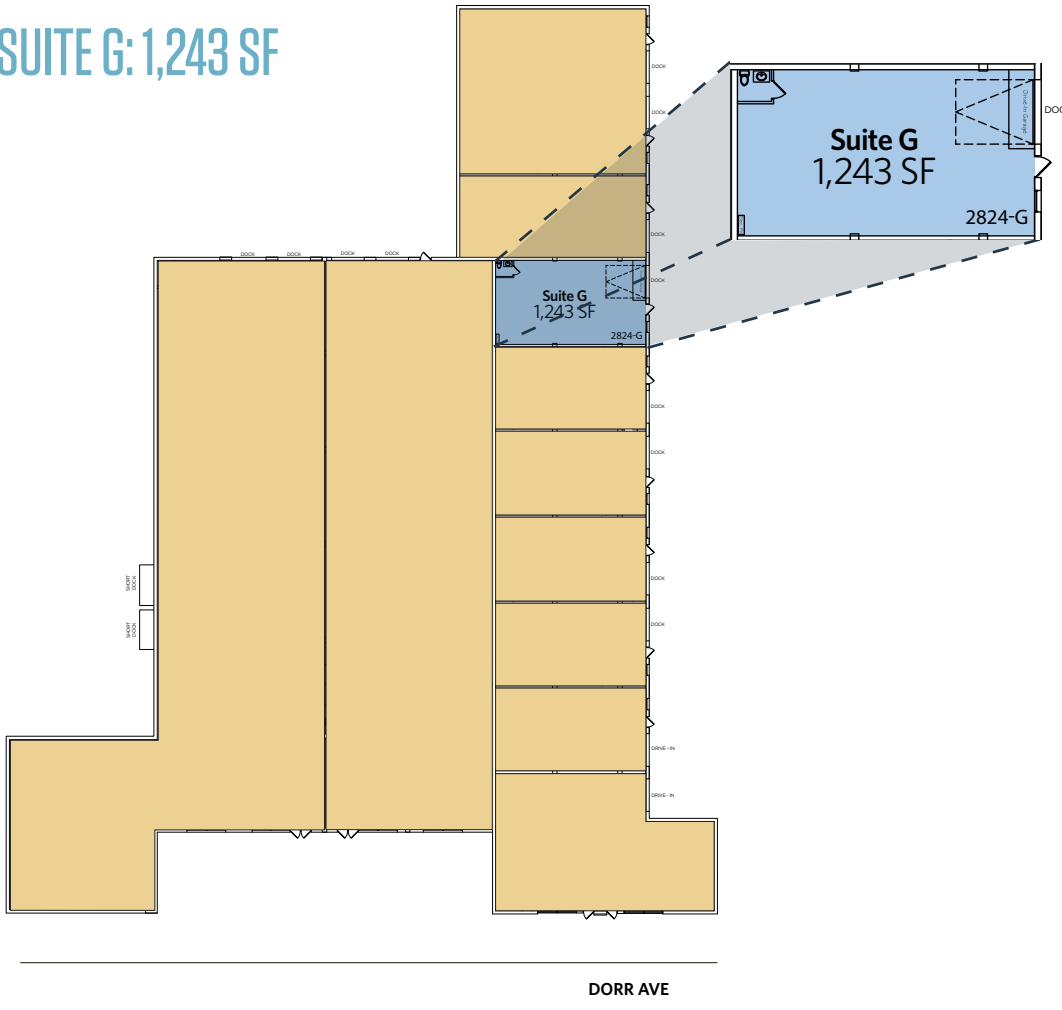 SUITE G: 1,243 SF
DOCK
DOCK
Drive-In Garage
DOC
Suite G
1,243 SF
2824-G
DOCK
DOCK
DOCK
DOCK
DOCK
DOCK
Suite G
1,243 SF
2824-G
DOCK
DOCK
DOCK
SHORT
DOCK
SHORT
DOCK
DOCK
DRIVE-IN
DRIVE-IN
DORR AVE